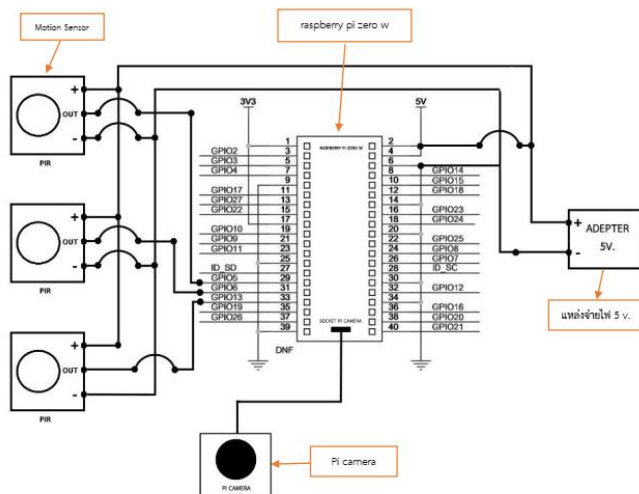 Motion Sensor
raspberry pi zero w
+
OUT
-
PIR
+
OUT
-
PIR
+
OUT
-
PIR
3V3
5V
RASPBERRY PI ZERO W
1
2
GPIO2
3
4
GPIO3
5
6
GPIO4
7
8
GPIO14
9
10
GPIO15
GPIO17
11
12
GPIO18
GPIO27
13
14
GPIO22
15
16
GPIO23
17
18
GPIO24
GPIO10
19
20
GPIO9
21
22
GPIO25
GPIO11
23
24
GPIO8
25
26
GPIO7
ID_SD
27
28
ID_SC
GPIO5
29
30
GPIO6
31
32
GPIO12
GPIO13
33
34
GPIO19
35
36
GPIO16
GPIO26
37
38
GPIO20
39
40
GPIO21
SOCKET PI CAMERA
DNF
+
-
ADEPTER
5V.
แหล่งจ่ายไฟ 5 v.
PI CAMERA
Pi camera